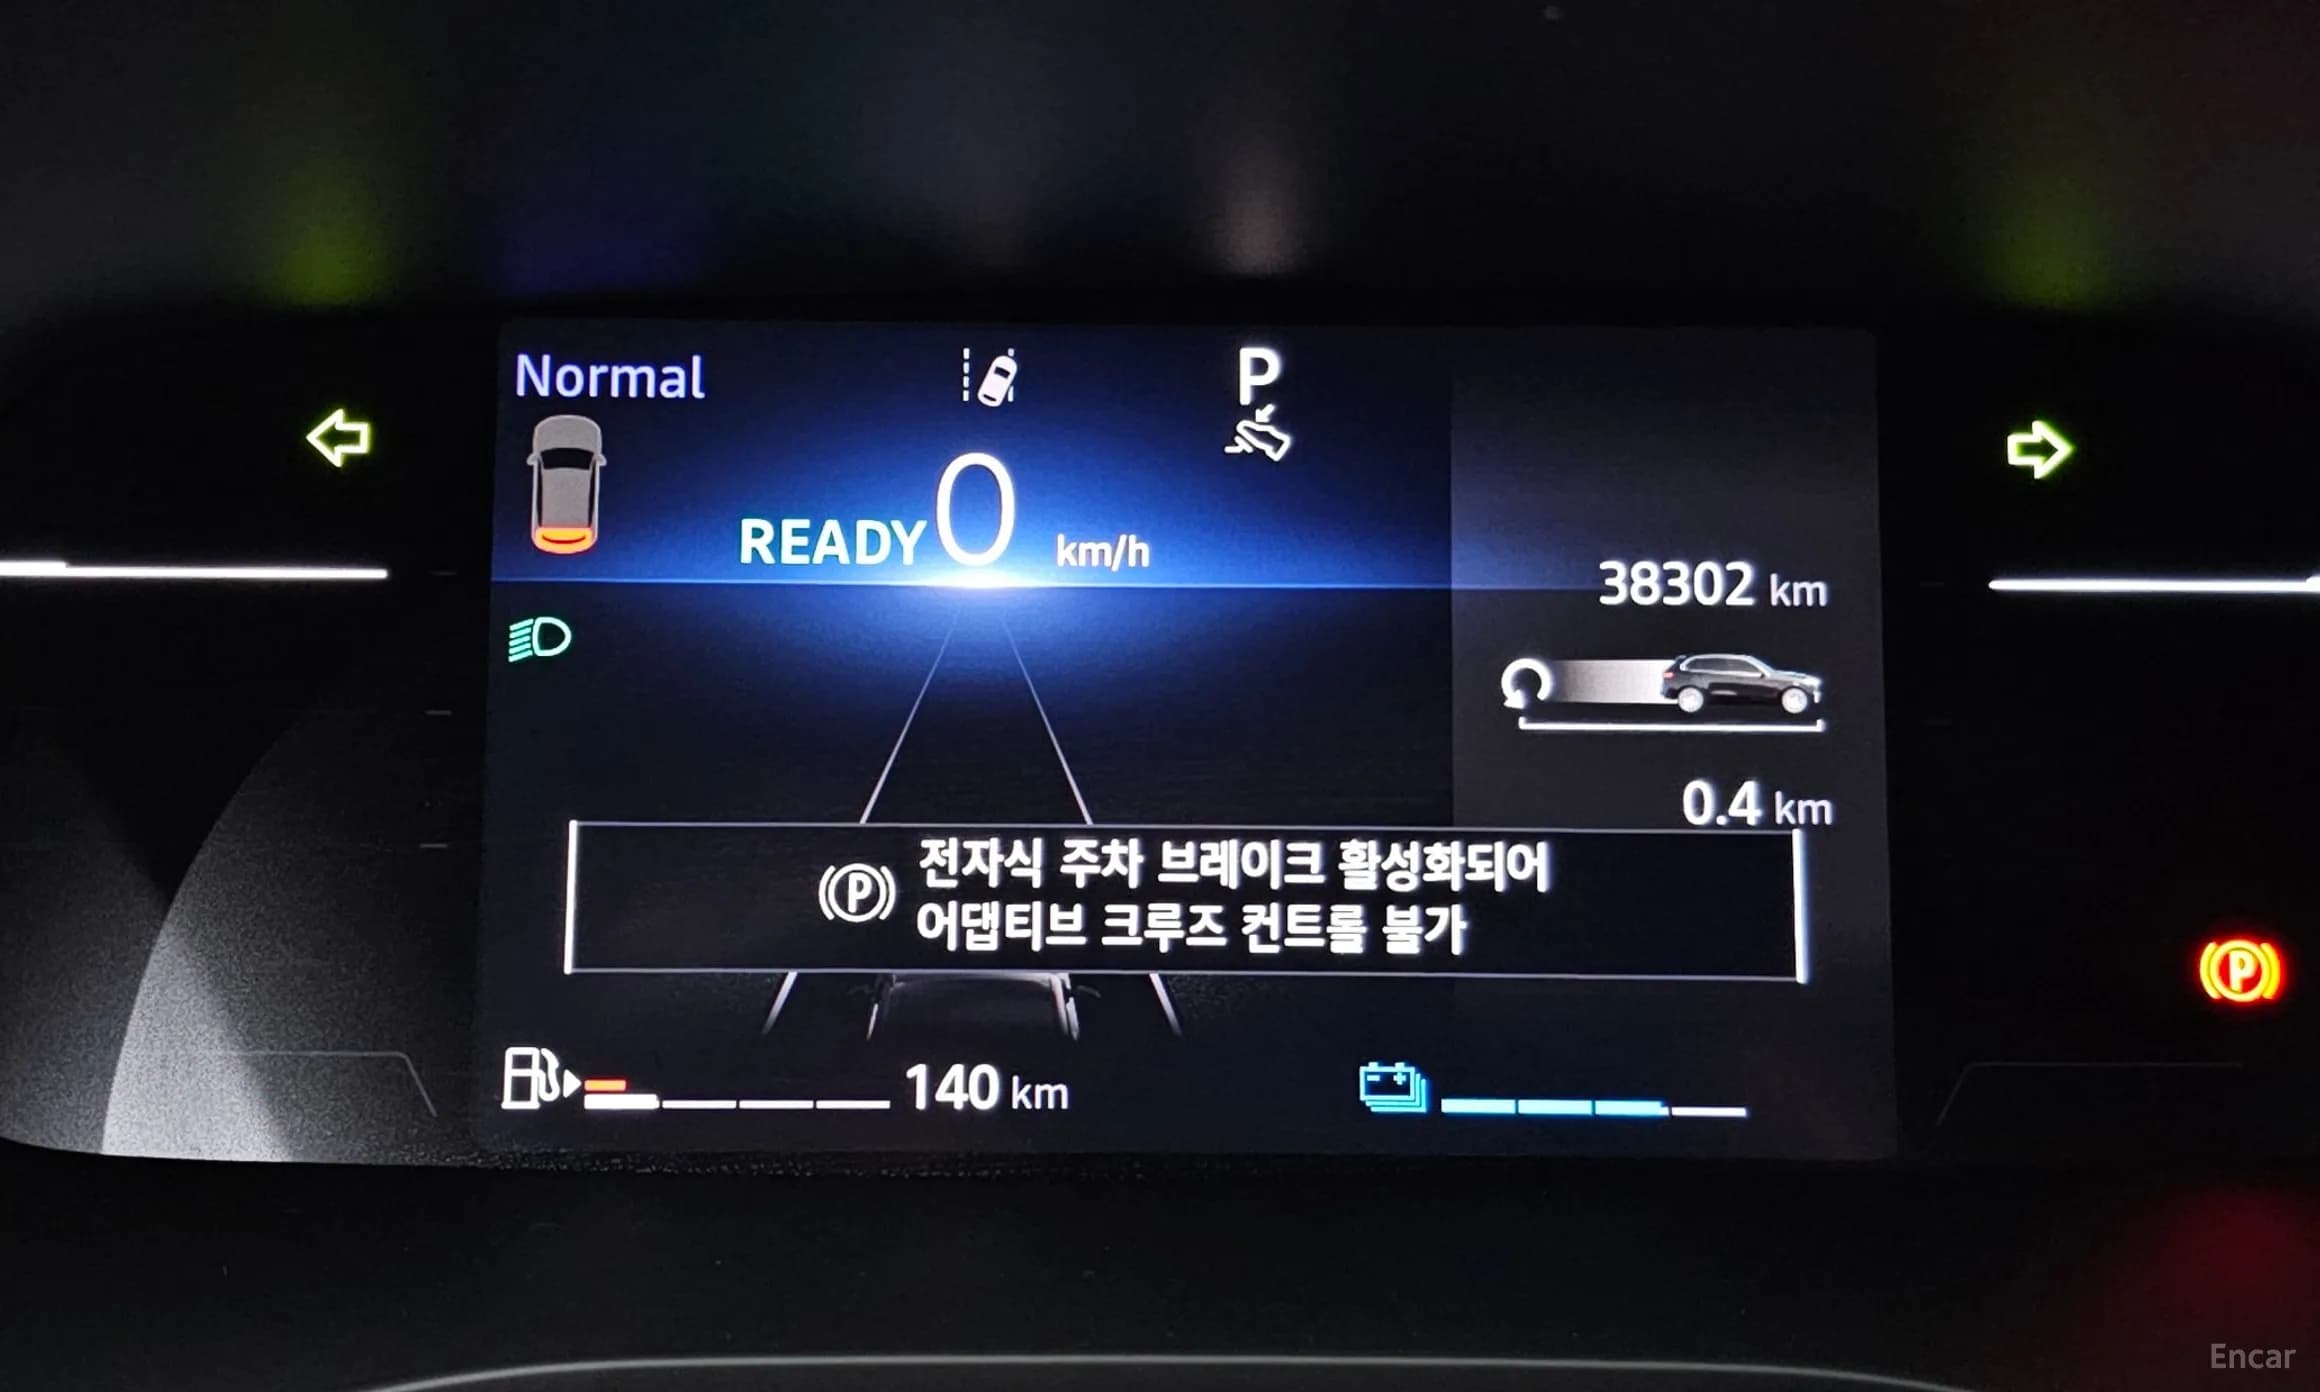 Normal
P
READY 0 km/h
38302 km
0.4 km
전자식 주차 브레이크 활성화되어
어댑티브 크루즈 컨트롤 불가
140 km
Encar